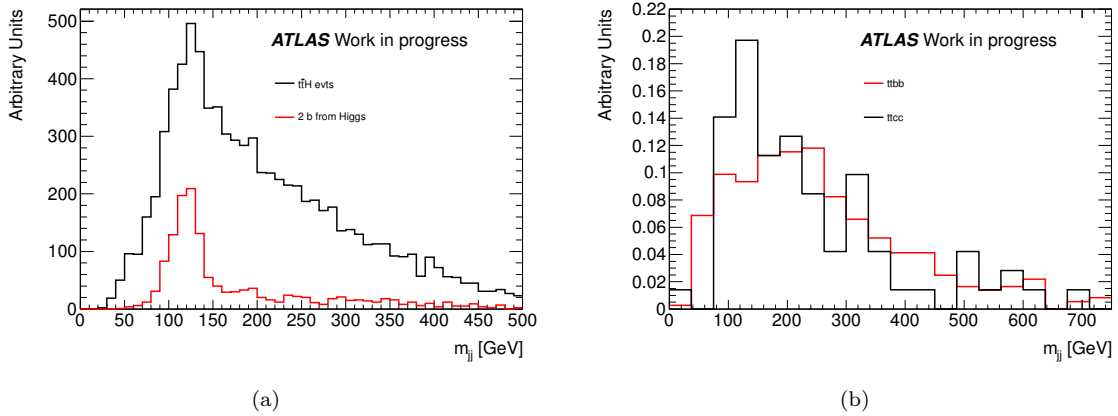 Arbitrary Units
500
400
300
200
100
0
ATLAS Work in progress
tt̄H evts
2 b from Higgs
0 50 100 150 200 250 300 350 400 450 500
m_jj [GeV]
(a)
Arbitrary Units
0.22
0.2
0.18
0.16
0.14
0.12
0.1
0.08
0.06
0.04
0.02
0
ATLAS Work in progress
ttbb
ttcc
0 100 200 300 400 500 600 700
m_jj [GeV]
(b)